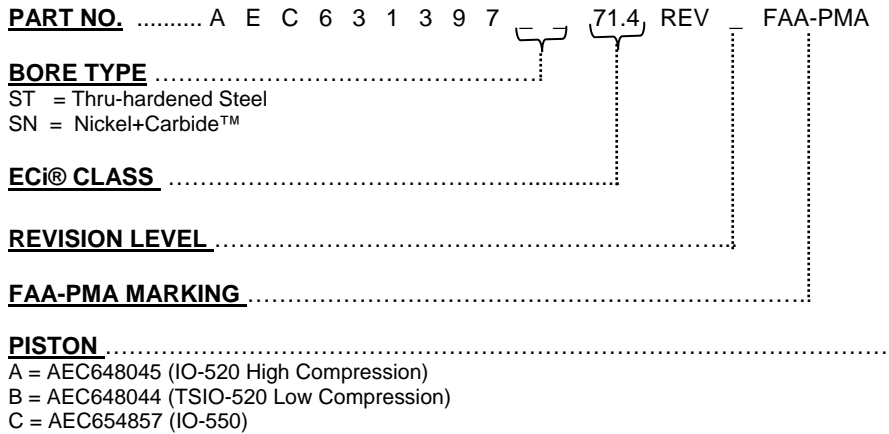 PART NO. .......... A E C 6 3 1 3 9 7 _ _ 71.4 REV _ FAA-PMA
BORE TYPE ……………………………………………
ST = Thru-hardened Steel
SN = Nickel+Carbide™
ECi® CLASS ……………………………………...............
REVISION LEVEL …………………………………………………………..
FAA-PMA MARKING ……………………………………………………………..
PISTON ………………………………………………………………………………………
A = AEC648045 (IO-520 High Compression)
B = AEC648044 (TSIO-520 Low Compression)
C = AEC654857 (IO-550)